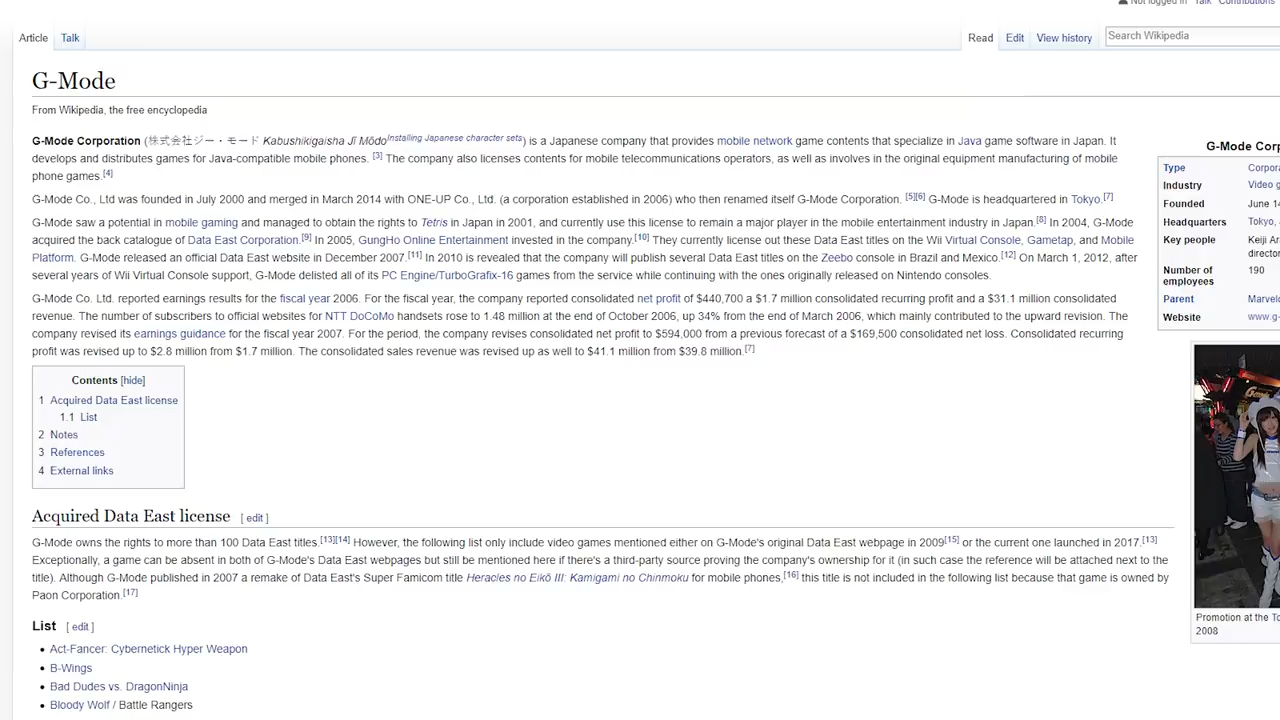 Not logged in Talk Contributions
Article Talk Read Edit View history Search Wikipedia
G-Mode
From Wikipedia, the free encyclopedia
G-Mode Corporation (株式会社ジー・モード Kabushikigaisha Jī Mōdo Installing Japanese character sets) is a Japanese company that provides mobile network game contents that specialize in Java game software in Japan. It
develops and distributes games for Java-compatible mobile phones. [3] The company also licenses contents for mobile telecommunications operators, as well as involves in the original equipment manufacturing of mobile
phone games.[4]
G-Mode Co., Ltd was founded in July 2000 and merged in March 2014 with ONE-UP Co., Ltd. (a corporation established in 2006) who then renamed itself G-Mode Corporation. [5][6] G-Mode is headquartered in Tokyo.[7]
G-Mode saw a potential in mobile gaming and managed to obtain the rights to Tetris in Japan in 2001, and currently use this license to remain a major player in the mobile entertainment industry in Japan.[8] In 2004, G-Mode
acquired the back catalogue of Data East Corporation.[9] In 2005, GungHo Online Entertainment invested in the company.[10] They currently license out these Data East titles on the Wii Virtual Console, Gametap, and Mobile
Platform. G-Mode released an official Data East website in December 2007.[11] In 2010 is revealed that the company will publish several Data East titles on the Zeebo console in Brazil and Mexico.[12] On March 1, 2012, after
several years of Wii Virtual Console support, G-Mode delisted all of its PC Engine/TurboGrafix-16 games from the service while continuing with the ones originally released on Nintendo consoles.
G-Mode Co. Ltd. reported earnings results for the fiscal year 2006. For the fiscal year, the company reported consolidated net profit of $440,700 a $1.7 million consolidated recurring profit and a $31.1 million consolidated
revenue. The number of subscribers to official websites for NTT DoCoMo handsets rose to 1.48 million at the end of October 2006, up 34% from the end of March 2006, which mainly contributed to the upward revision. The
company revised its earnings guidance for the fiscal year 2007. For the period, the company revises consolidated net profit to $594,000 from a previous forecast of a $169,500 consolidated net loss. Consolidated recurring
profit was revised up to $2.8 million from $1.7 million. The consolidated sales revenue was revised up as well to $41.1 million from $39.8 million.[7]
Contents [hide]
1 Acquired Data East license
1.1 List
2 Notes
3 References
4 External links
Acquired Data East license [ edit ]
G-Mode owns the rights to more than 100 Data East titles.[13][14] However, the following list only include video games mentioned either on G-Mode's original Data East webpage in 2009[15] or the current one launched in 2017.[13]
Exceptionally, a game can be absent in both of G-Mode's Data East webpages but still be mentioned here if there's a third-party source proving the company's ownership for it (in such case the reference will be attached next to the
title). Although G-Mode published in 2007 a remake of Data East's Super Famicom title Heracles no Eikō III: Kamigami no Chinmoku for mobile phones,[16] this title is not included in the following list because that game is owned by
Paon Corporation.[17]
List [ edit ]
• Act-Fancer: Cybernetick Hyper Weapon
• B-Wings
• Bad Dudes vs. DragonNinja
• Bloody Wolf / Battle Rangers
G-Mode Corp
Type Corpora
Industry Video g
Founded June 14
Headquarters Tokyo,
Key people Keiji A
director
Number of 190
employees
Parent Marvelo
Website www.g-
Promotion at the To
2008